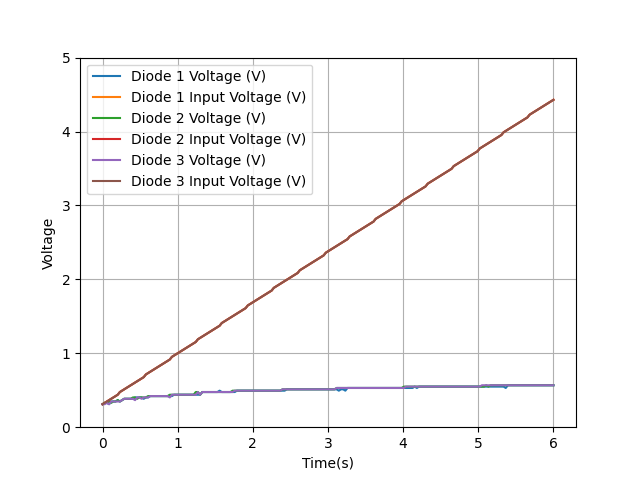 5
4
3
2
1
0
Voltage
Diode 1 Voltage (V)
Diode 1 Input Voltage (V)
Diode 2 Voltage (V)
Diode 2 Input Voltage (V)
Diode 3 Voltage (V)
Diode 3 Input Voltage (V)
0 1 2 3 4 5 6
Time(s)